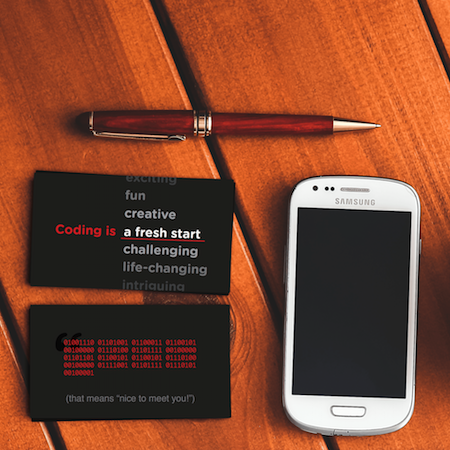 exciting
fun
creative
Coding is a fresh start
challenging
life-changing
intriguing
SAMSUNG
“
01001110 01101001 01100011 01100101
00100000 01110100 01101111 00100000
01101101 01100101 01100101 01110100
00100000 01111001 01101111 01110101
00100001
(that means “nice to meet you!”)